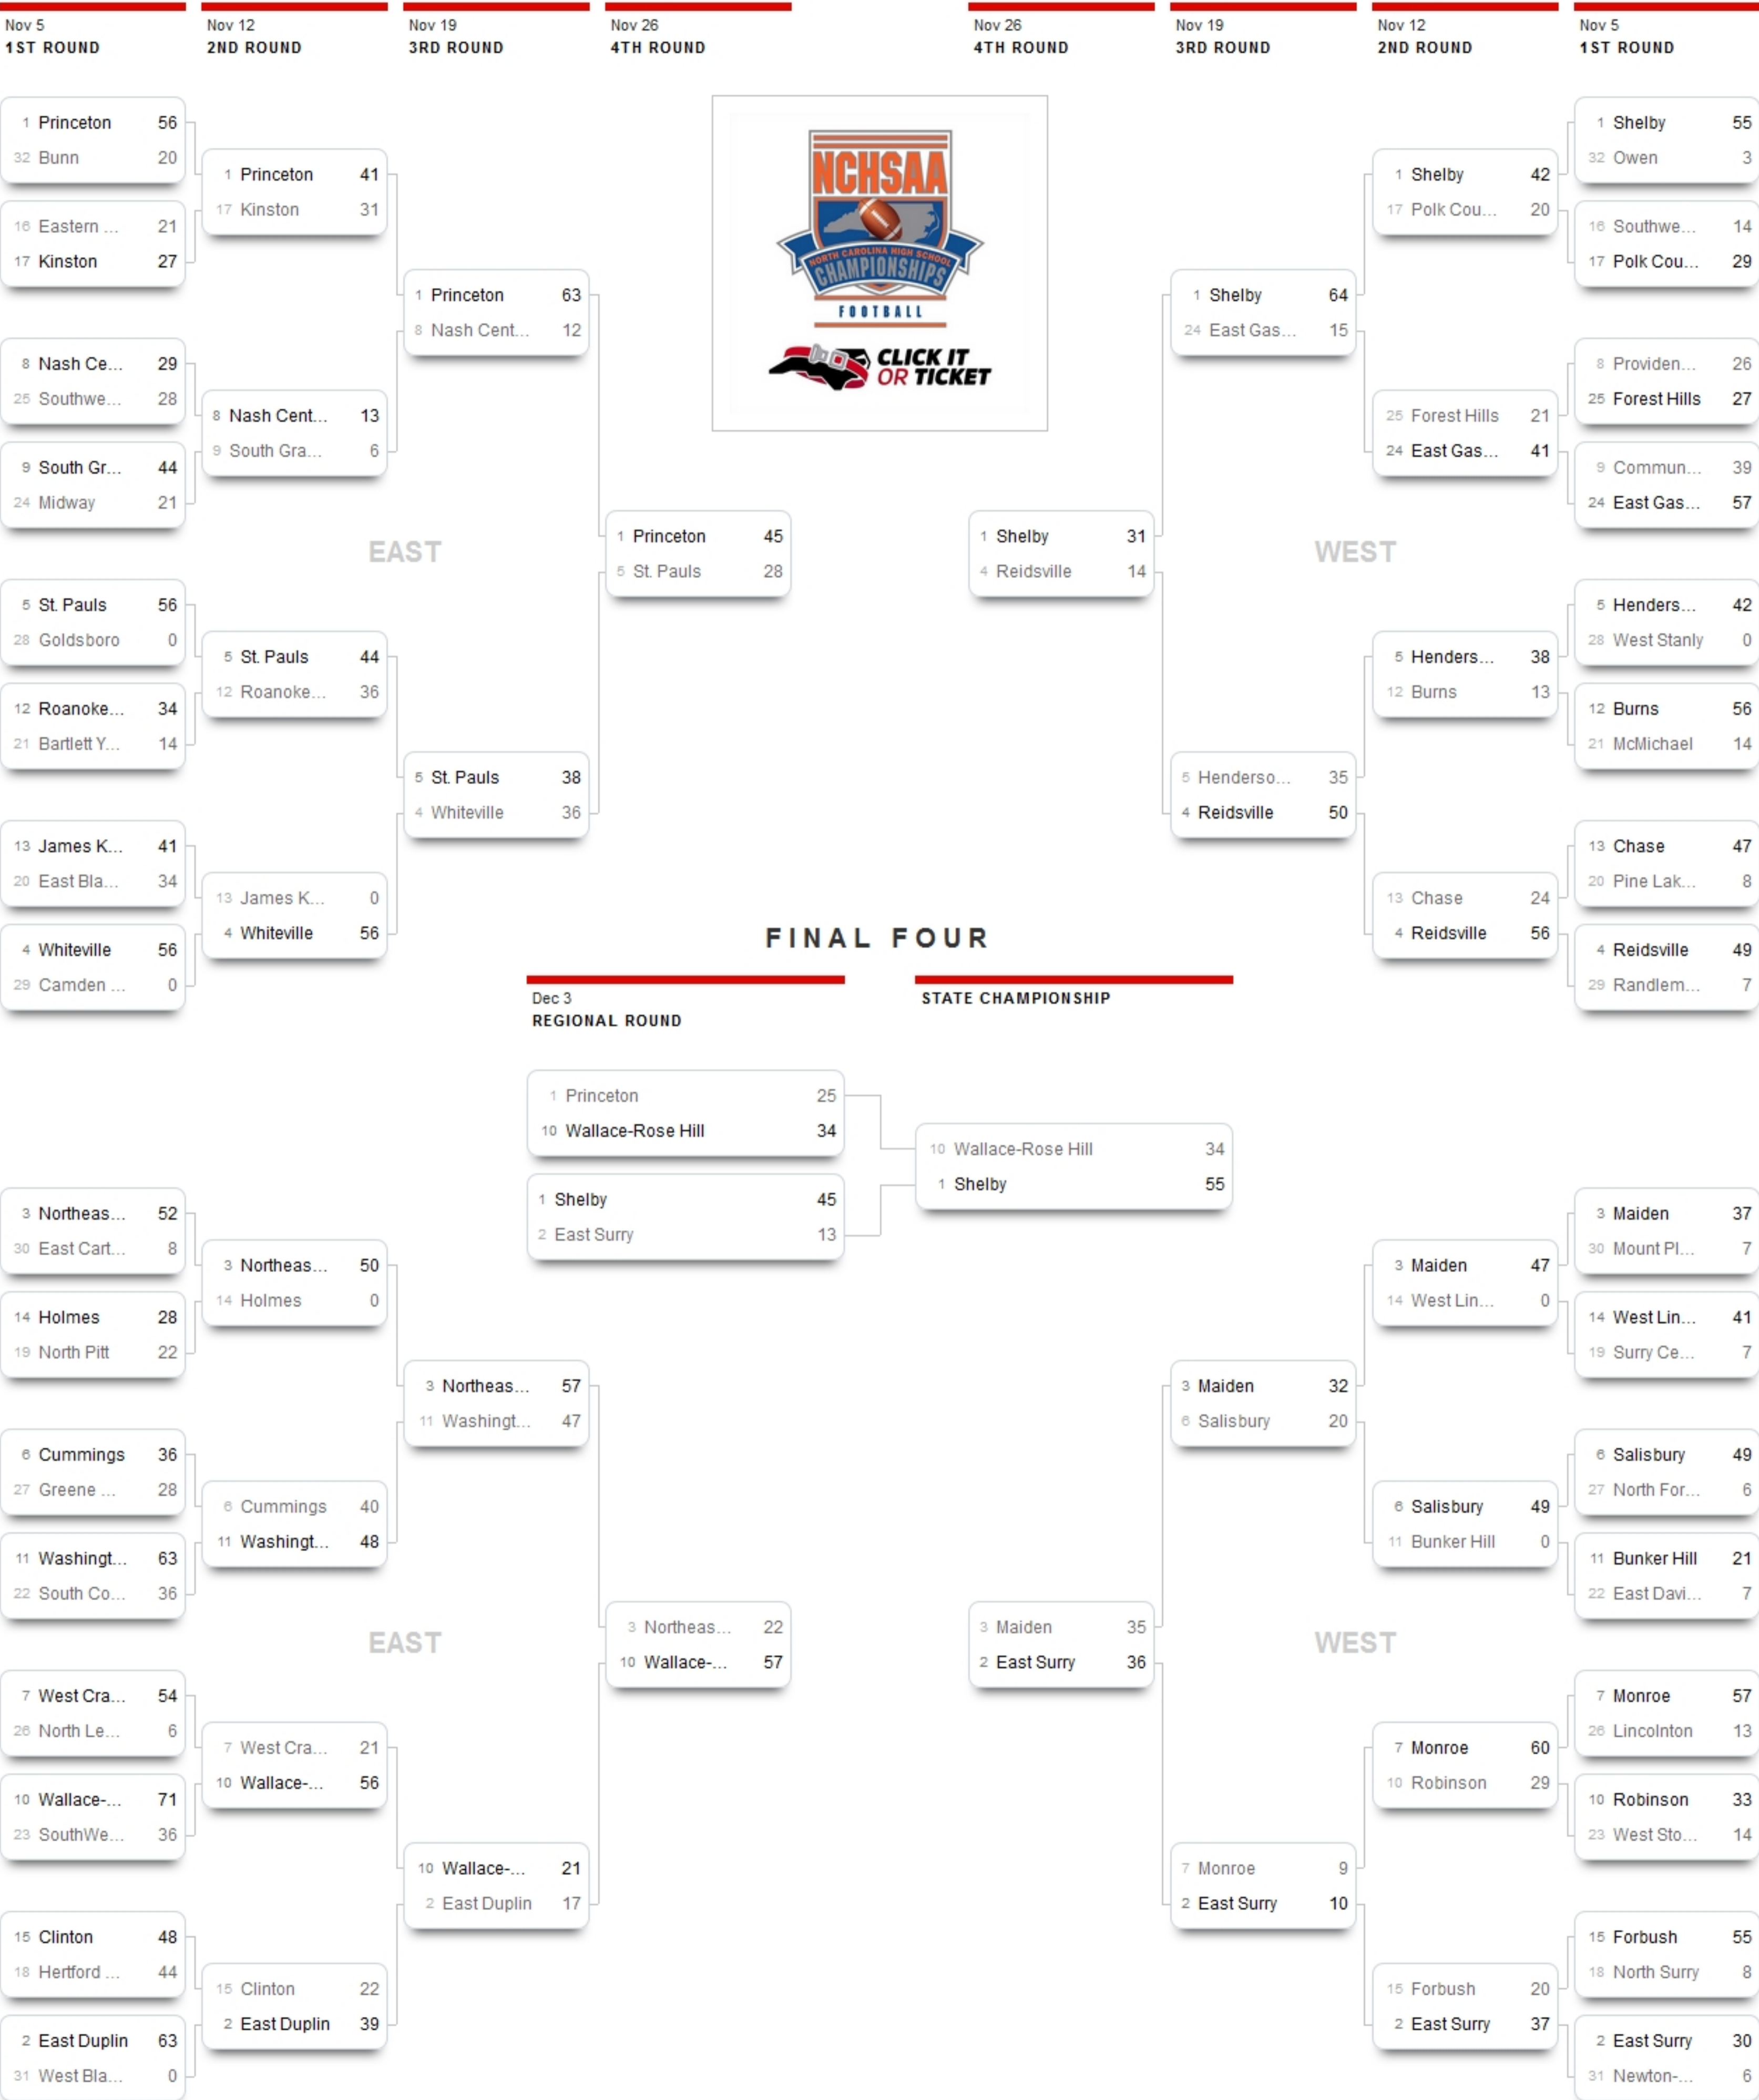 Nov 5
1ST ROUND
Nov 12
2ND ROUND
Nov 19
3RD ROUND
Nov 26
4TH ROUND
Nov 26
4TH ROUND
Nov 19
3RD ROUND
Nov 12
2ND ROUND
Nov 5
1ST ROUND
1 Princeton 56
32 Bunn 20
16 Eastern ... 21
17 Kinston 27
8 Nash Ce... 29
25 Southwe... 28
9 South Gr... 44
24 Midway 21
5 St. Pauls 56
28 Goldsboro 0
12 Roanoke... 34
21 Bartlett Y... 14
13 James K... 41
20 East Bla... 34
4 Whiteville 56
29 Camden ... 0
1 Princeton 41
17 Kinston 31
8 Nash Cent... 13
9 South Gra... 6
5 St. Pauls 44
12 Roanoke... 36
13 James K... 0
4 Whiteville 56
1 Princeton 63
8 Nash Cent... 12
5 St. Pauls 38
4 Whiteville 36
EAST
1 Princeton 45
5 St. Pauls 28
NCHSAA
NORTH CAROLINA HIGH SCHOOL
CHAMPIONSHIPS
FOOTBALL
CLICK IT
OR TICKET
1 Shelby 31
4 Reidsville 14
WEST
1 Shelby 64
24 East Gas... 15
5 Henderso... 35
4 Reidsville 50
1 Shelby 42
17 Polk Cou... 20
25 Forest Hills 21
24 East Gas... 41
5 Henders... 38
12 Burns 13
13 Chase 24
4 Reidsville 56
1 Shelby 55
32 Owen 3
16 Southwe... 14
17 Polk Cou... 29
8 Providen... 26
25 Forest Hills 27
9 Commun... 39
24 East Gas... 57
5 Henders... 42
28 West Stanly 0
12 Burns 56
21 McMichael 14
13 Chase 47
20 Pine Lak... 8
4 Reidsville 49
29 Randlem... 7
FINAL FOUR
Dec 3
REGIONAL ROUND
STATE CHAMPIONSHIP
1 Princeton 25
10 Wallace-Rose Hill 34
1 Shelby 45
2 East Surry 13
10 Wallace-Rose Hill 34
1 Shelby 55
3 Northeas... 52
30 East Cart... 8
14 Holmes 28
19 North Pitt 22
6 Cummings 36
27 Greene ... 28
11 Washingt... 63
22 South Co... 36
7 West Cra... 54
26 North Le... 6
10 Wallace-... 71
23 SouthWe... 36
15 Clinton 48
18 Hertford ... 44
2 East Duplin 63
31 West Bla... 0
3 Northeas... 50
14 Holmes 0
6 Cummings 40
11 Washingt... 48
7 West Cra... 21
10 Wallace-... 56
15 Clinton 22
2 East Duplin 39
3 Northeas... 57
11 Washingt... 47
10 Wallace-... 21
2 East Duplin 17
EAST
3 Northeas... 22
10 Wallace-... 57
3 Maiden 35
2 East Surry 36
WEST
3 Maiden 32
6 Salisbury 20
7 Monroe 9
2 East Surry 10
3 Maiden 47
14 West Lin... 0
6 Salisbury 49
11 Bunker Hill 0
7 Monroe 60
10 Robinson 29
15 Forbush 20
2 East Surry 37
3 Maiden 37
30 Mount Pl... 7
14 West Lin... 41
19 Surry Ce... 7
6 Salisbury 49
27 North For... 6
11 Bunker Hill 21
22 East Davi... 7
7 Monroe 57
26 Lincolnton 13
10 Robinson 33
23 West Sto... 14
15 Forbush 55
18 North Surry 8
2 East Surry 30
31 Newton-... 6